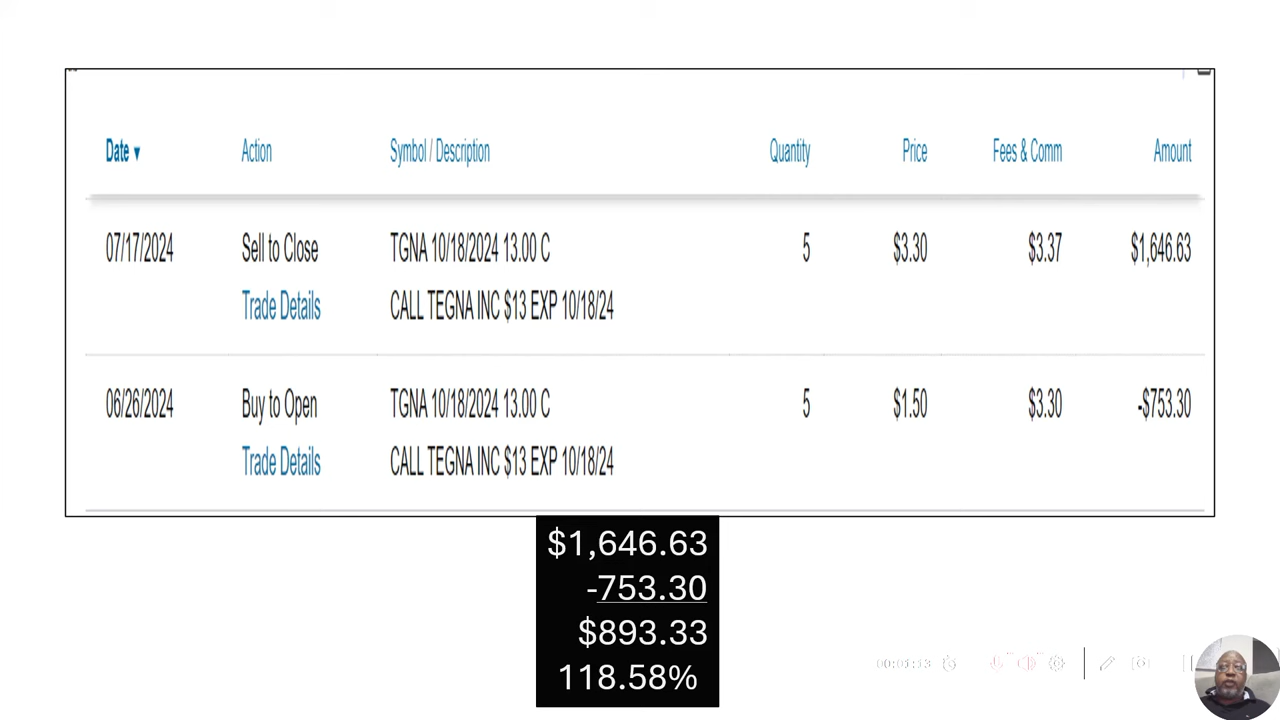 Date ▼ Action Symbol / Description Quantity Price Fees & Comm Amount
07/17/2024 Sell to Close TGNA 10/18/2024 13.00 C 5 $3.30 $3.37 $1,646.63
Trade Details CALL TEGNA INC $13 EXP 10/18/24
06/26/2024 Buy to Open TGNA 10/18/2024 13.00 C 5 $1.50 $3.30 -$753.30
Trade Details CALL TEGNA INC $13 EXP 10/18/24
$1,646.63
-753.30
$893.33
118.58%